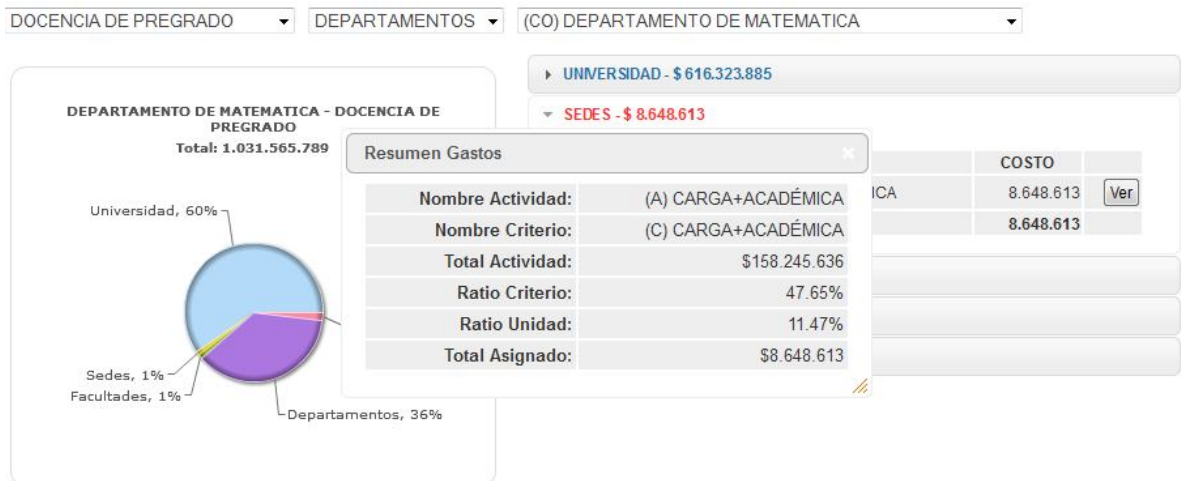 DOCENCIA DE PREGRADO
DEPARTAMENTOS
(CO) DEPARTAMENTO DE MATEMATICA
DEPARTAMENTO DE MATEMATICA - DOCENCIA DE
PREGRADO
Total: 1.031.565.789
Universidad, 60%
Sedes, 1%
Facultades, 1%
Departamentos, 36%
UNIVERSIDAD - $ 616.323.885
SEDES - $ 8.648.613
COSTO
ICA 8.648.613 Ver
8.648.613
Resumen Gastos
Nombre Actividad: (A) CARGA+ACADÉMICA
Nombre Criterio: (C) CARGA+ACADÉMICA
Total Actividad: $158.245.636
Ratio Criterio: 47.65%
Ratio Unidad: 11.47%
Total Asignado: $8.648.613